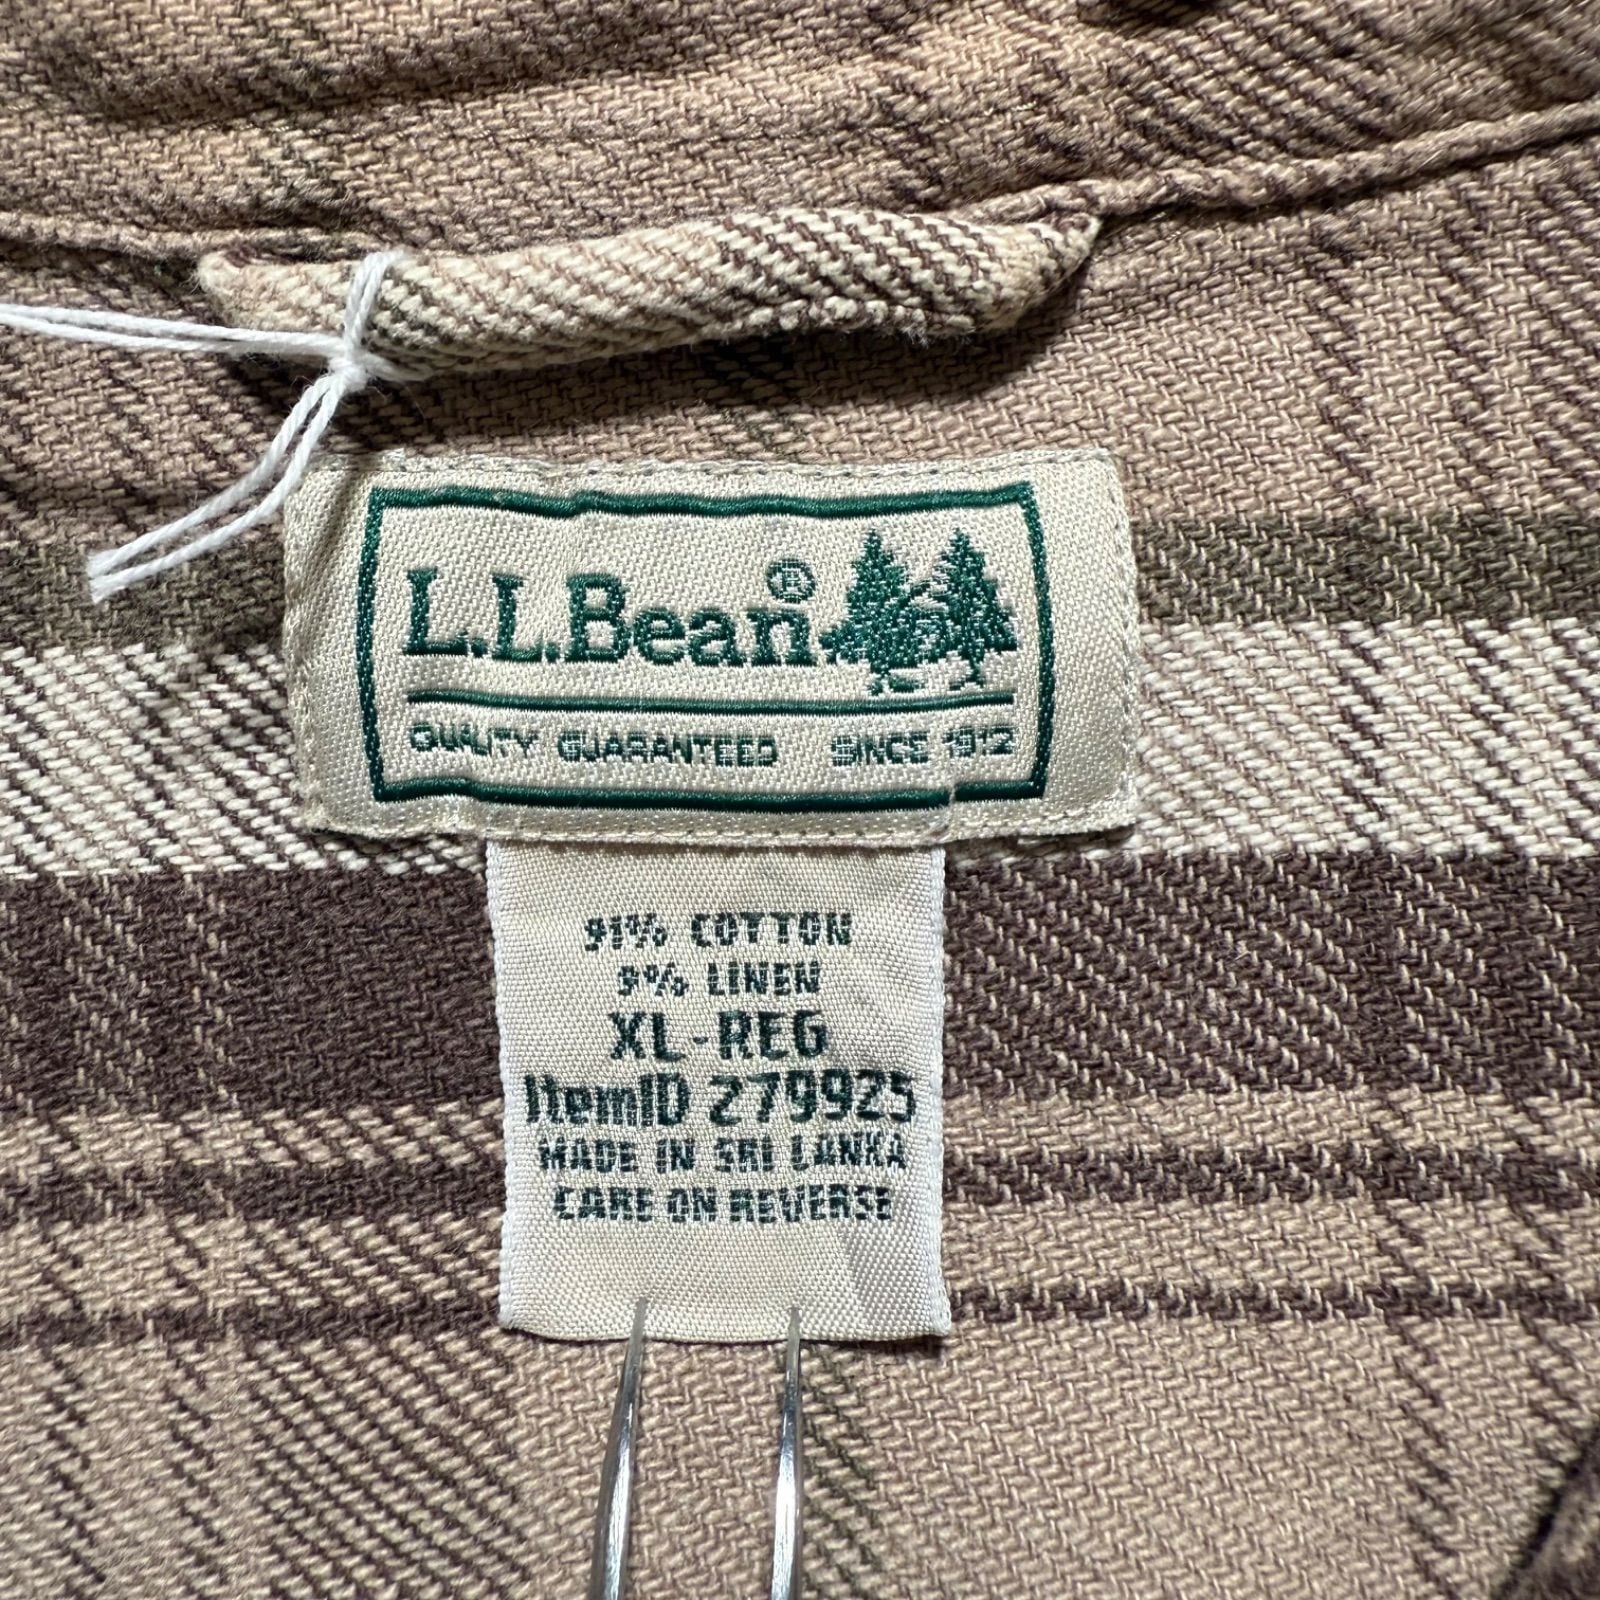 L.L.Bean®
QUALITY GUARANTEED SINCE 1912
91% COTTON
9% LINEN
XL-REG
ItemID 279925
MADE IN SRI LANKA
CARE ON REVERSE